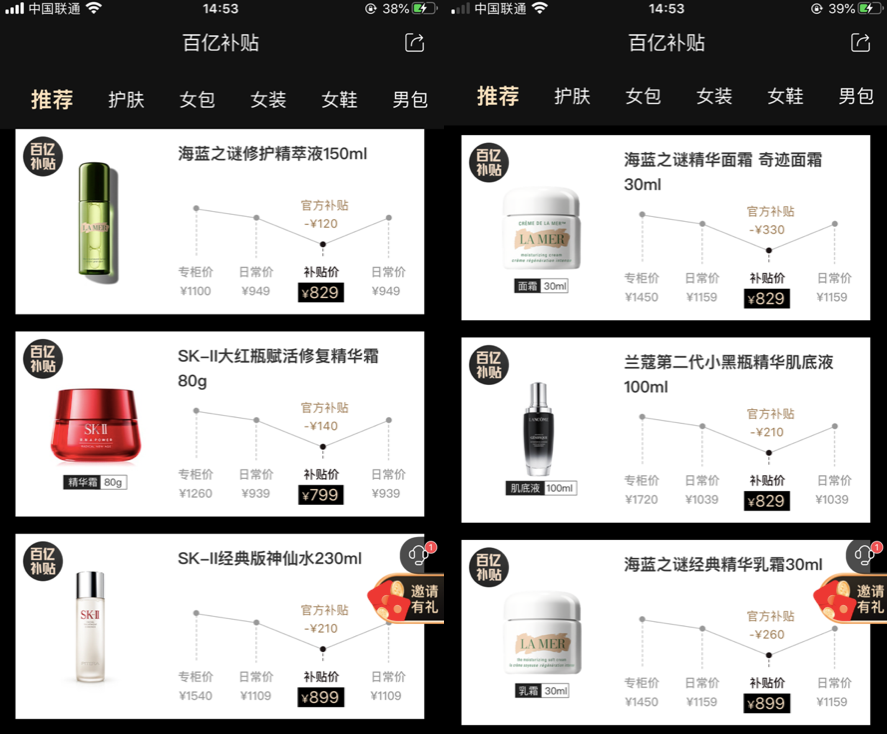 中国联通
14:53
38%
百亿补贴
推荐
护肤
女包
女装
女鞋
男包
百亿
补贴
海蓝之谜修护精萃液150ml
LA MER
官方补贴
-¥120
专柜价
日常价
补贴价
日常价
¥1100
¥949
¥829
¥949
百亿
补贴
SK-II大红瓶赋活修复精华霜
80g
SK-II
R.N.A.POWER
精华霜 80g
官方补贴
-¥140
专柜价
日常价
补贴价
日常价
¥1260
¥939
¥799
¥939
百亿
补贴
SK-II经典版神仙水230ml
SK-II
官方补贴
-¥210
专柜价
日常价
补贴价
日常价
¥1540
¥1109
¥899
¥1109
1
邀请
有礼
中国联通
14:53
39%
百亿补贴
推荐
护肤
女包
女装
女鞋
男包
百亿
补贴
海蓝之谜精华面霜 奇迹面霜
30ml
CRÈME DE LA MER
LA MER
moisturizing cream
crème régénération intense
面霜 30ml
官方补贴
-¥330
专柜价
日常价
补贴价
日常价
¥1450
¥1159
¥829
¥1159
百亿
补贴
兰蔻第二代小黑瓶精华肌底液
100ml
LANCÔME
肌底液 100ml
官方补贴
-¥210
专柜价
日常价
补贴价
日常价
¥1720
¥1039
¥829
¥1039
百亿
补贴
海蓝之谜经典精华乳霜30ml
LA MER
the moisturizing soft cream
乳霜 30ml
官方补贴
-¥260
专柜价
日常价
补贴价
日常价
¥1450
¥1159
¥899
¥1159
1
邀请
有礼